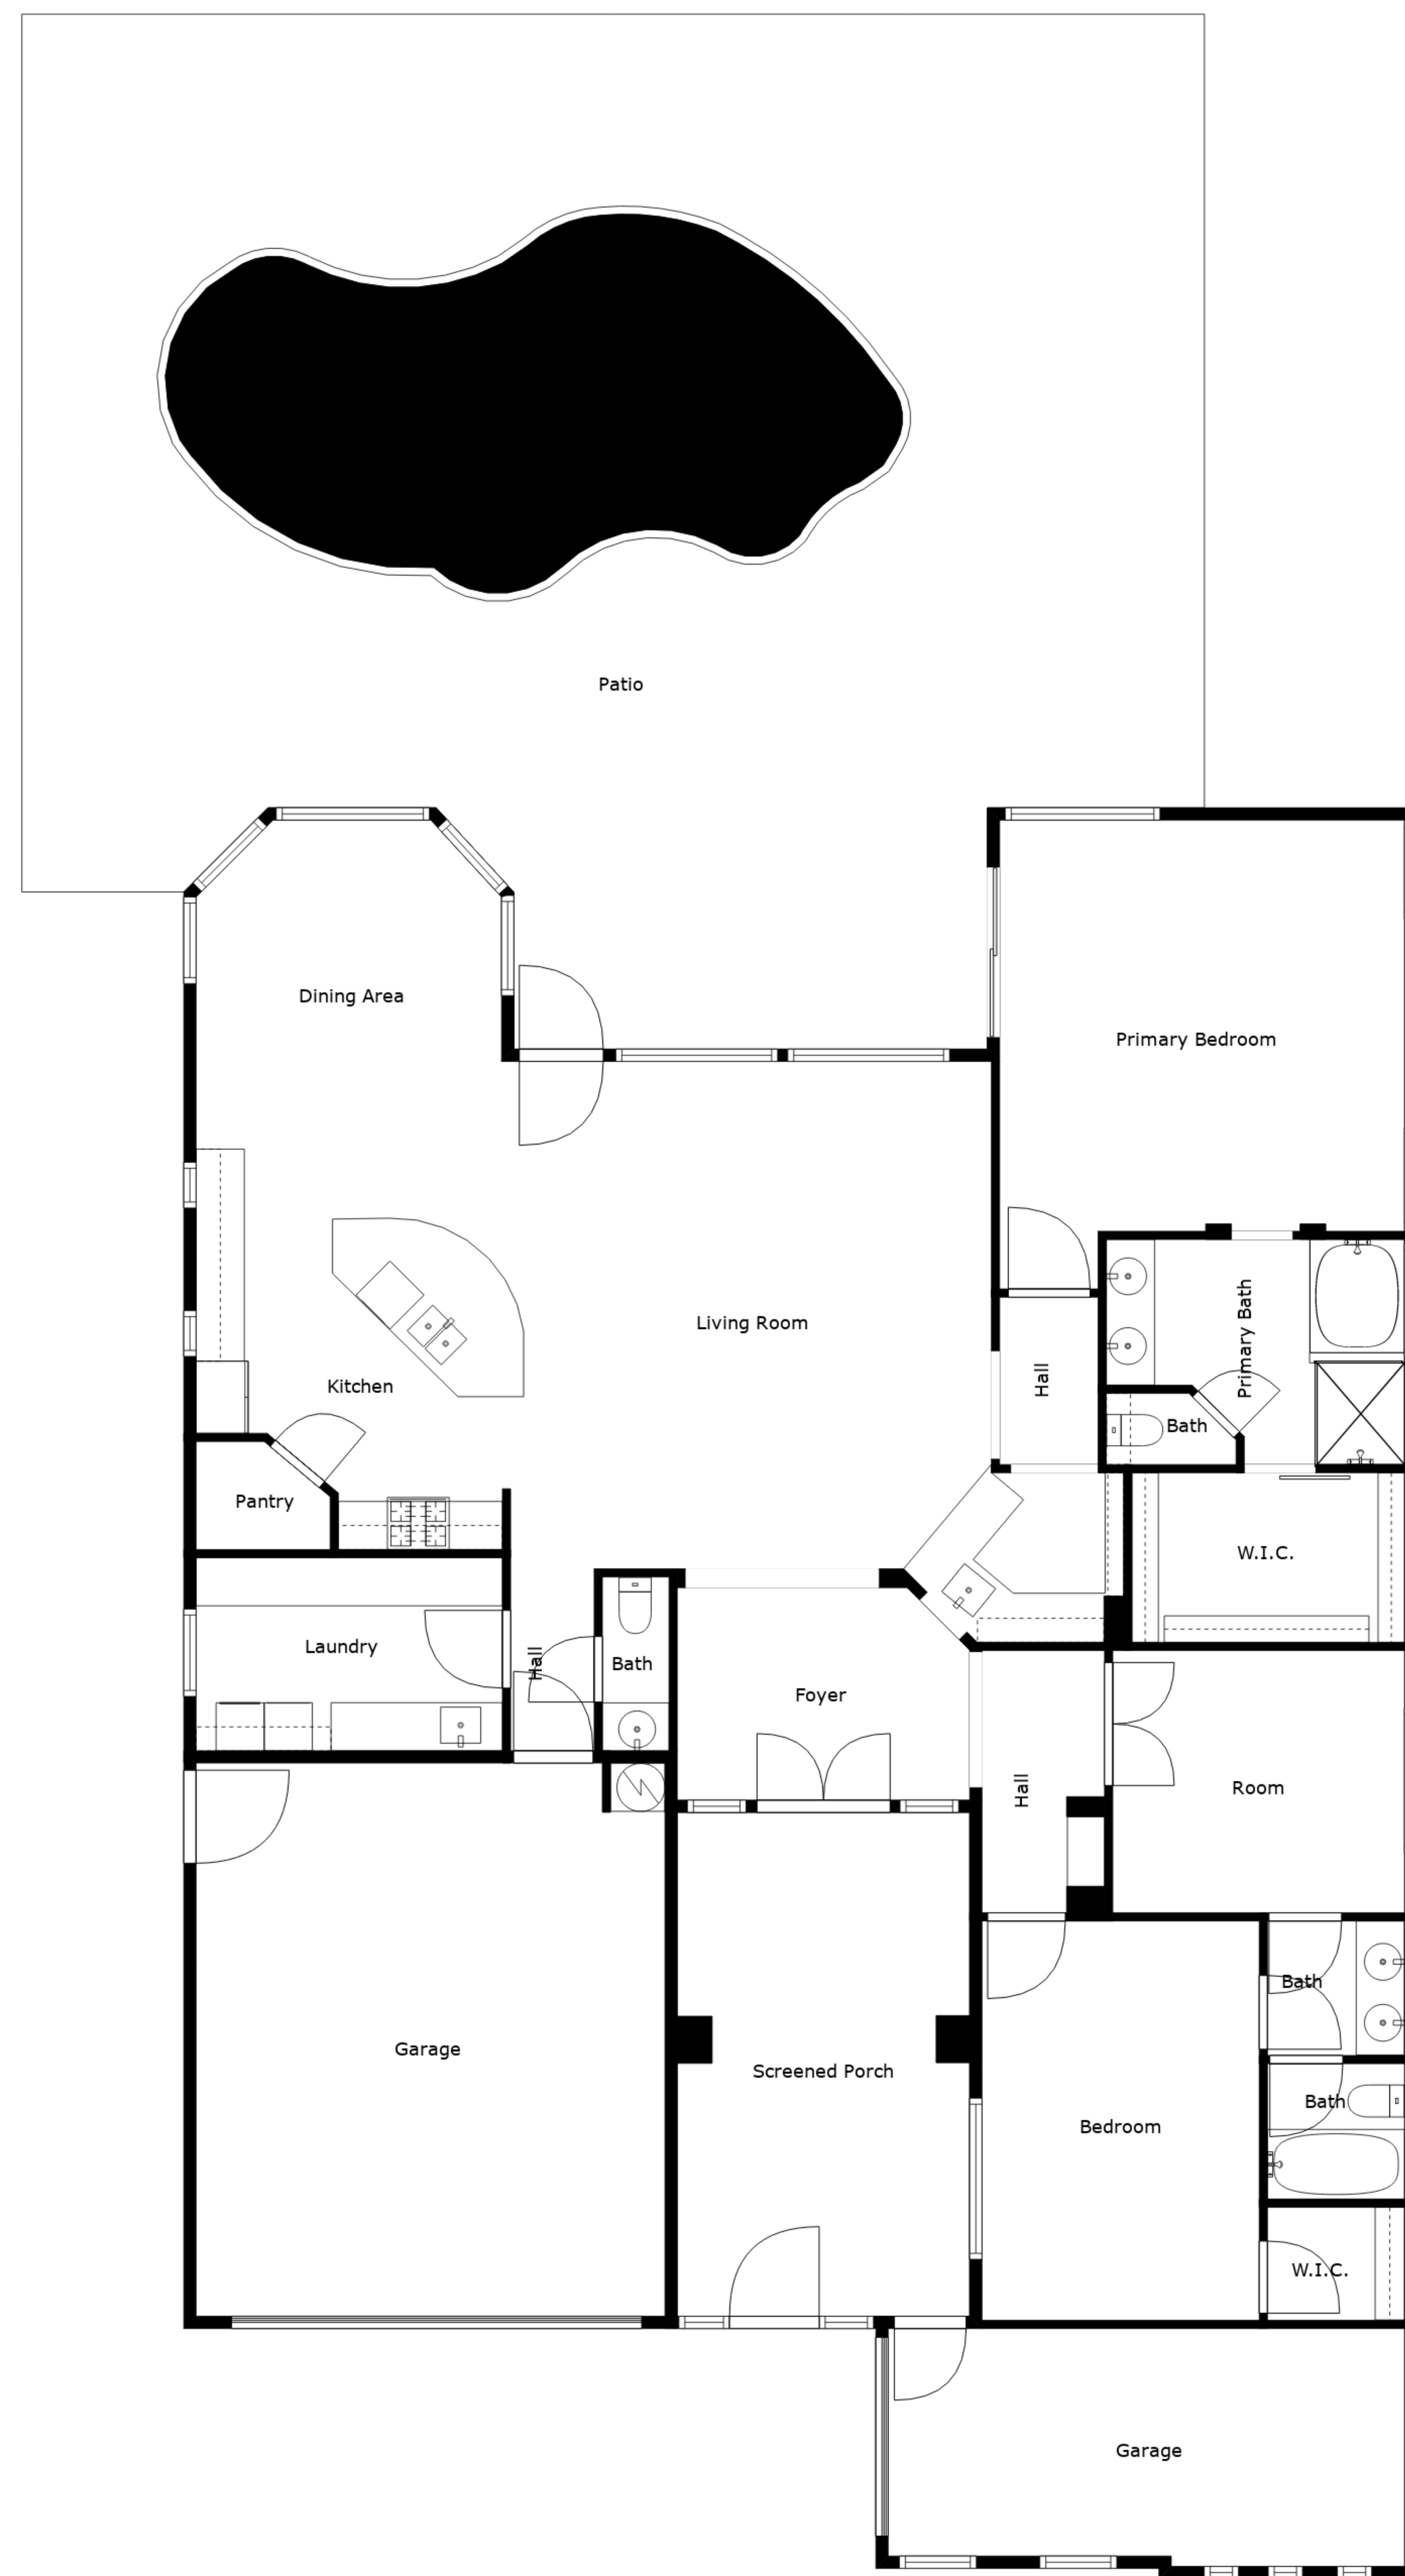 Patio
Dining Area
Primary Bedroom
Living Room
Primary Bath
Hall
Kitchen
Bath
Pantry
W.I.C.
Laundry
Hall
Bath
Foyer
Hall
Room
Bath
Garage
Screened Porch
Bath
Bedroom
W.I.C.
Garage